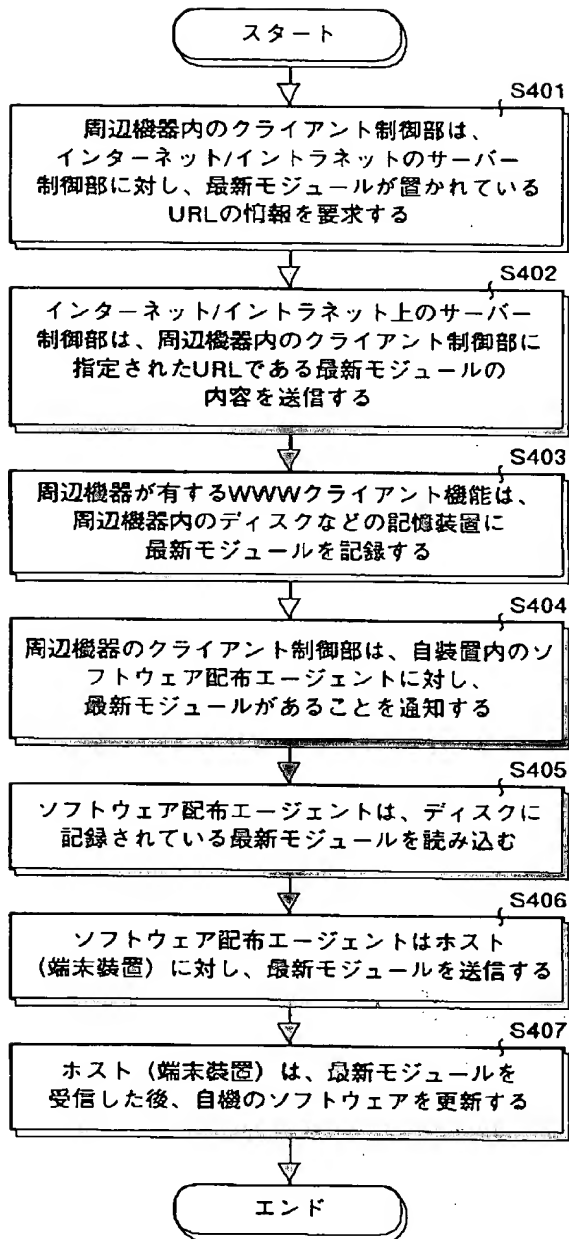 スタート
S401
周辺機器内のクライアント制御部は、
インターネット/イントラネットのサーバー
制御部に対し、最新モジュールが置かれている
URLの情報を要求する
S402
インターネット/イントラネット上のサーバー
制御部は、周辺機器内のクライアント制御部に
指定されたURLである最新モジュールの
内容を送信する
S403
周辺機器が有するWWWクライアント機能は、
周辺機器内のディスクなどの記憶装置に
最新モジュールを記録する
S404
周辺機器のクライアント制御部は、自装置内のソ
フトウェア配布エージェントに対し、
最新モジュールがあることを通知する
S405
ソフトウェア配布エージェントは、ディスクに
記録されている最新モジュールを読み込む
S406
ソフトウェア配布エージェントはホスト
(端末装置)に対し、最新モジュールを送信する
S407
ホスト(端末装置)は、最新モジュールを
受信した後、自機のソフトウェアを更新する
エンド